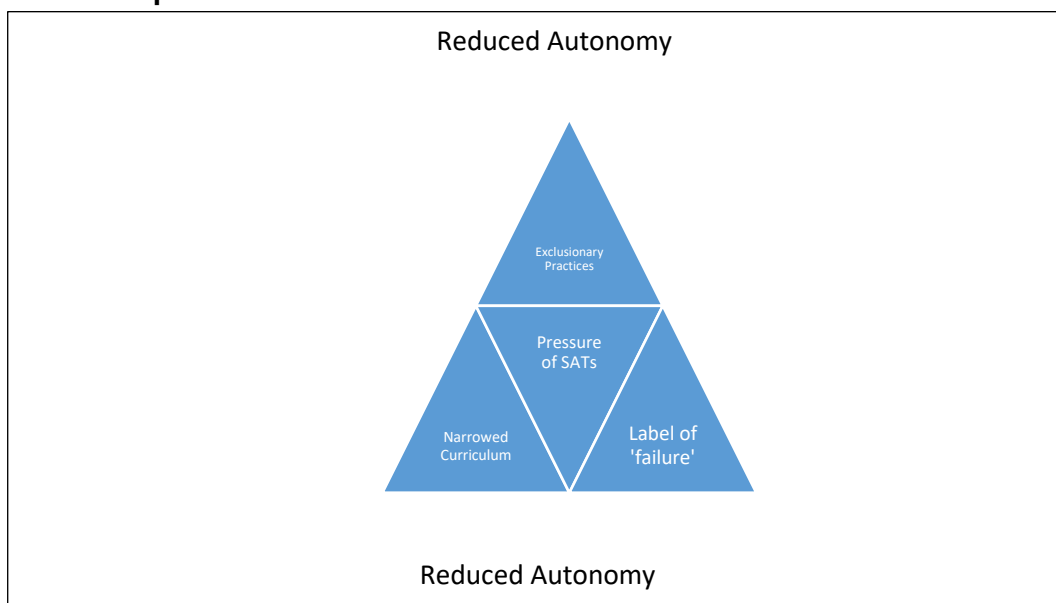 Reduced Autonomy
Exclusionary
Practices
Pressure
of SATs
Narrowed
Curriculum
Label of
'failure'
Reduced Autonomy